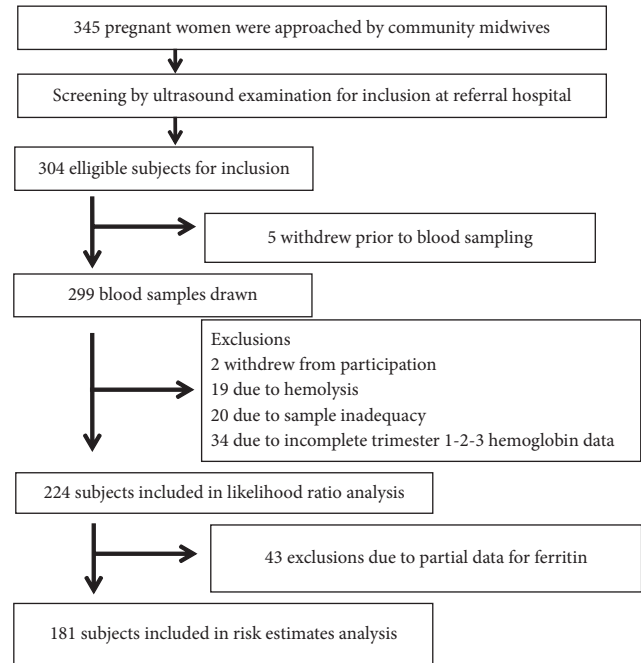 345 pregnant women were approached by community midwives
Screening by ultrasound examination for inclusion at referral hospital
304 elligible subjects for inclusion
5 withdrew prior to blood sampling
299 blood samples drawn
Exclusions
2 withdrew from participation
19 due to hemolysis
20 due to sample inadequacy
34 due to incomplete trimester 1-2-3 hemoglobin data
224 subjects included in likelihood ratio analysis
43 exclusions due to partial data for ferritin
181 subjects included in risk estimates analysis